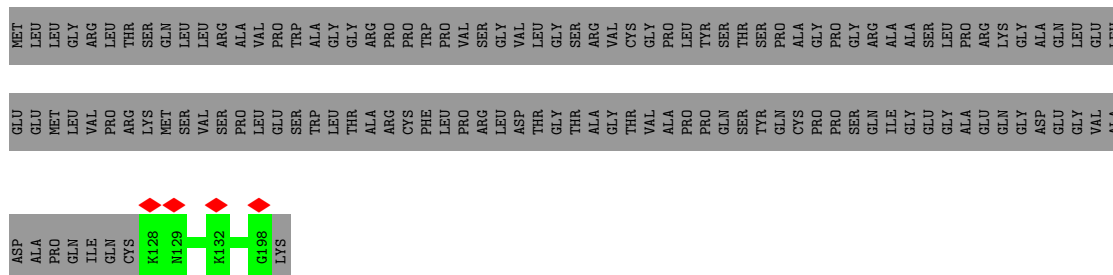 MET LEU LEU GLY ARG LEU THR SER GLN LEU LEU ARG ALA VAL PRO TRP ALA GLY GLY ARG PRO PRO TRP PRO VAL SER GLY VAL LEU GLY SER ARG VAL CYS GLY PRO LEU TYR SER THR SER PRO ALA GLY PRO GLY ARG ALA ALA SER LEU PRO ARG LYS GLY ALA GLN LEU GLU LEU
GLU GLU MET LEU VAL PRO ARG LYS MET SER VAL SER PRO LEU GLU SER TRP LEU THR ALA ARG CYS PHE LEU PRO ARG LEU ASP THR GLY THR ALA GLY THR VAL ALA PRO PRO GLN SER TYR GLN CYS PRO PRO SER GLN ILE GLY GLU GLY ALA GLU GLN GLY ASP GLU GLY VAL ALA
ASP ALA PRO GLN ILE GLN CYS K128 N129 K132 G198 LYS